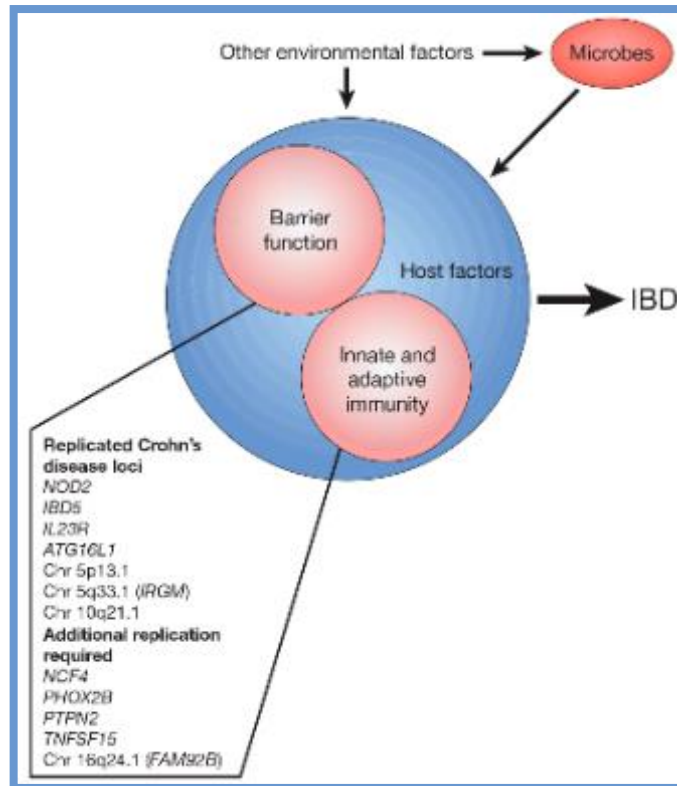 Other environmental factors
Microbes
Barrier
function
Host factors
IBD
Innate and
adaptive
immunity
Replicated Crohn's
disease loci
NOD2
IBD5
IL23R
ATG16L1
Chr 5p13.1
Chr 5q33.1 (IRGM)
Chr 10q21.1
Additional replication
required
NCF4
PHOX2B
PTPN2
TNFSF15
Chr 16q24.1 (FAM92B)